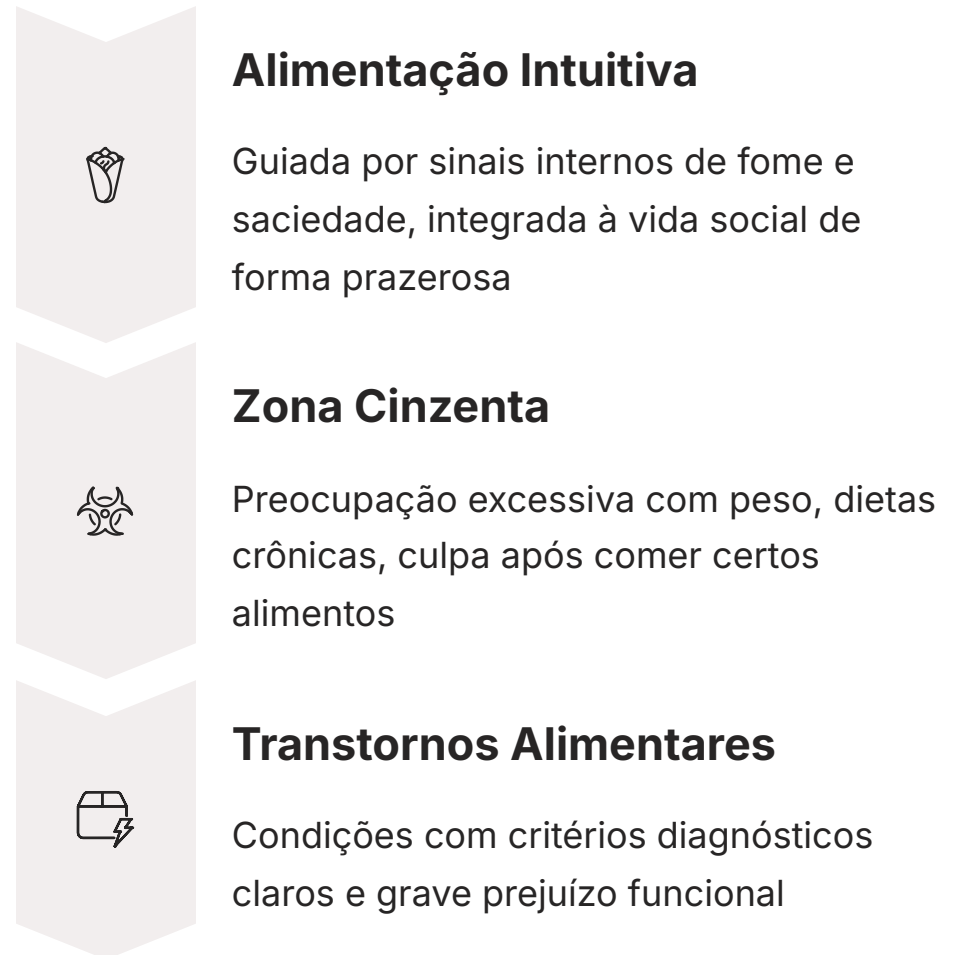 Alimentação Intuitiva
Guiada por sinais internos de fome e
saciedade, integrada à vida social de
forma prazerosa
Zona Cinzenta
Preocupação excessiva com peso, dietas
crônicas, culpa após comer certos
alimentos
Transtornos Alimentares
Condições com critérios diagnósticos
claros e grave prejuízo funcional